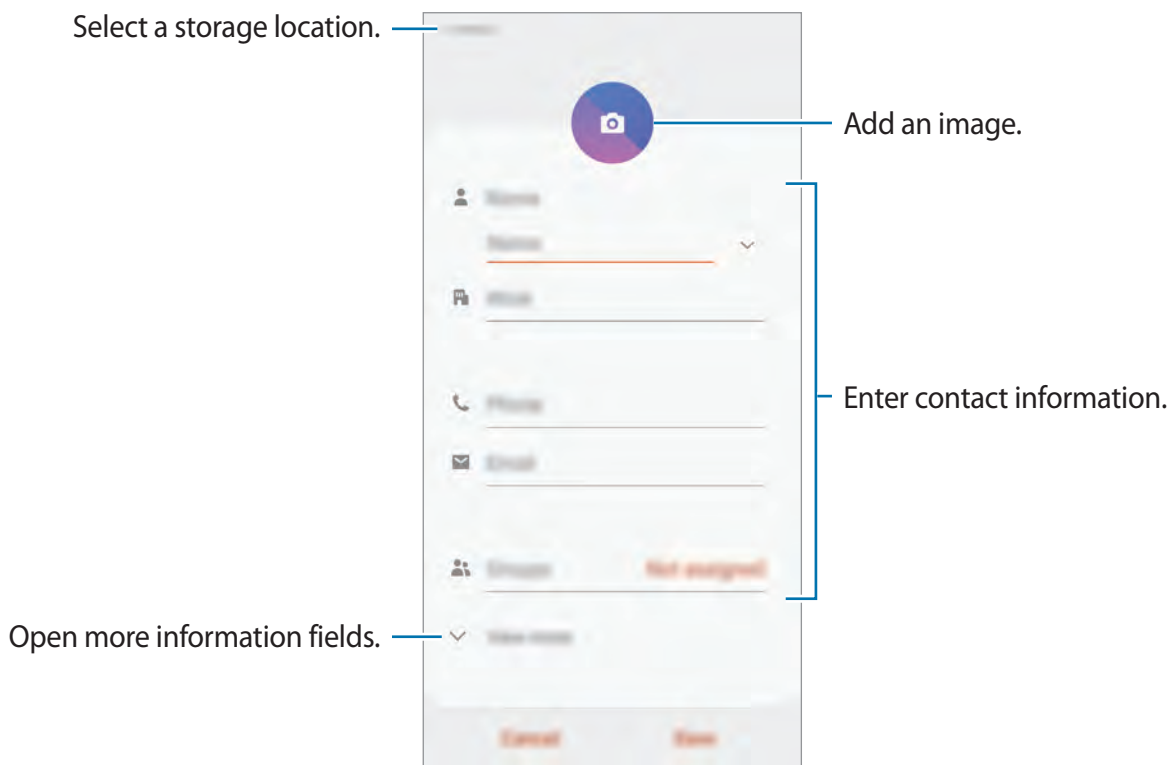 Select a storage location.
Add an image.
Name
Name
Phone
Email
Groups Not assigned
Enter contact information.
Open more information fields.
View more
Cancel Save